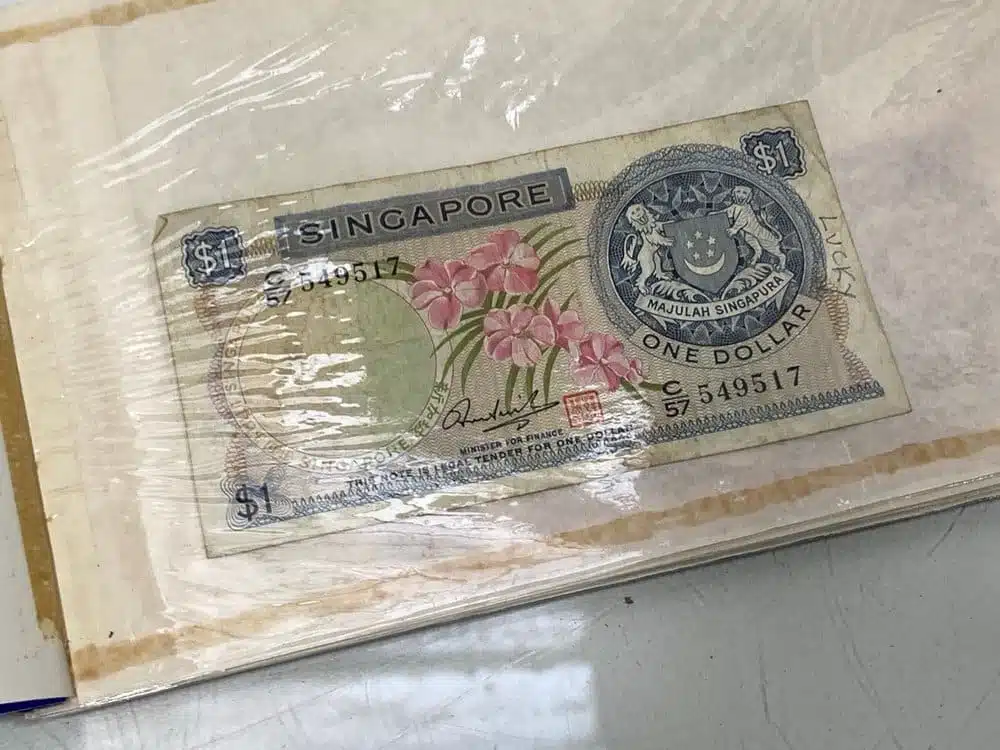 $1
SINGAPORE
$1
C/57 549517
MAJULAH SINGAPURA
ONE DOLLAR
LUCKY
C/57 549517
MINISTER FOR FINANCE
THIS NOTE IS LEGAL TENDER FOR ONE DOLLAR
SINGAPORE
$1